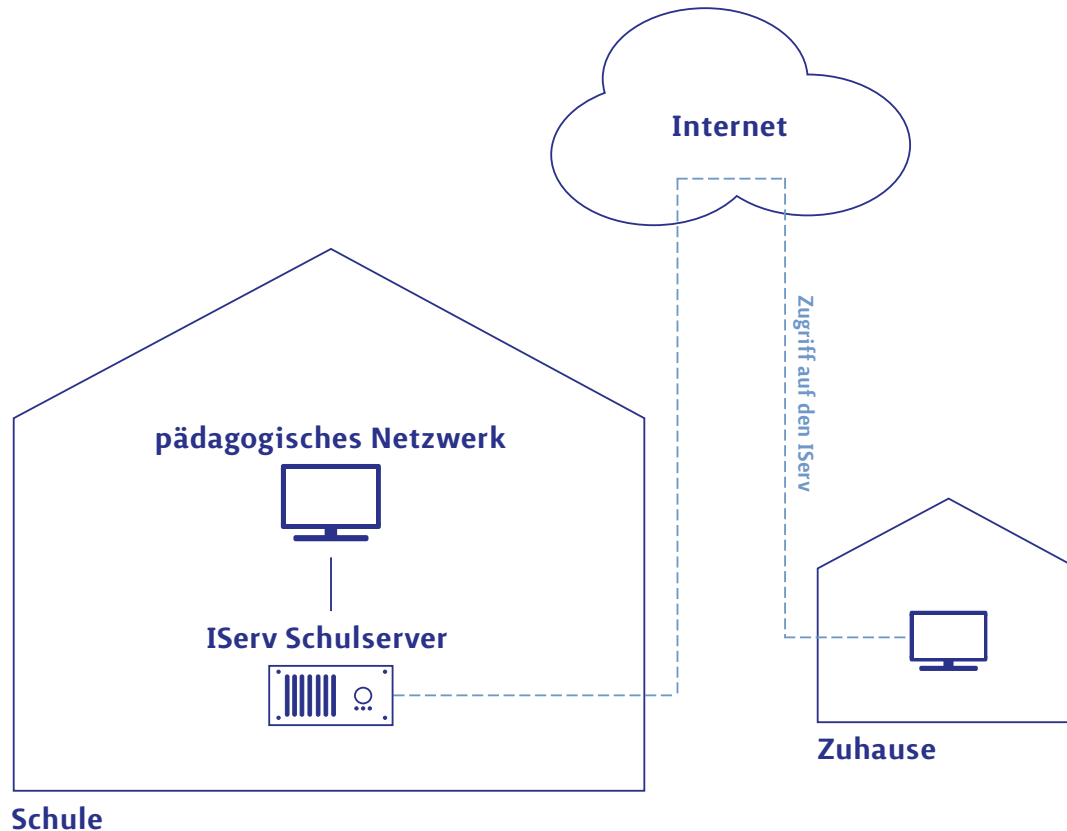 Internet
Zugriff auf den IServ
pädagogisches Netzwerk
IServ Schulserver
Zuhause
Schule